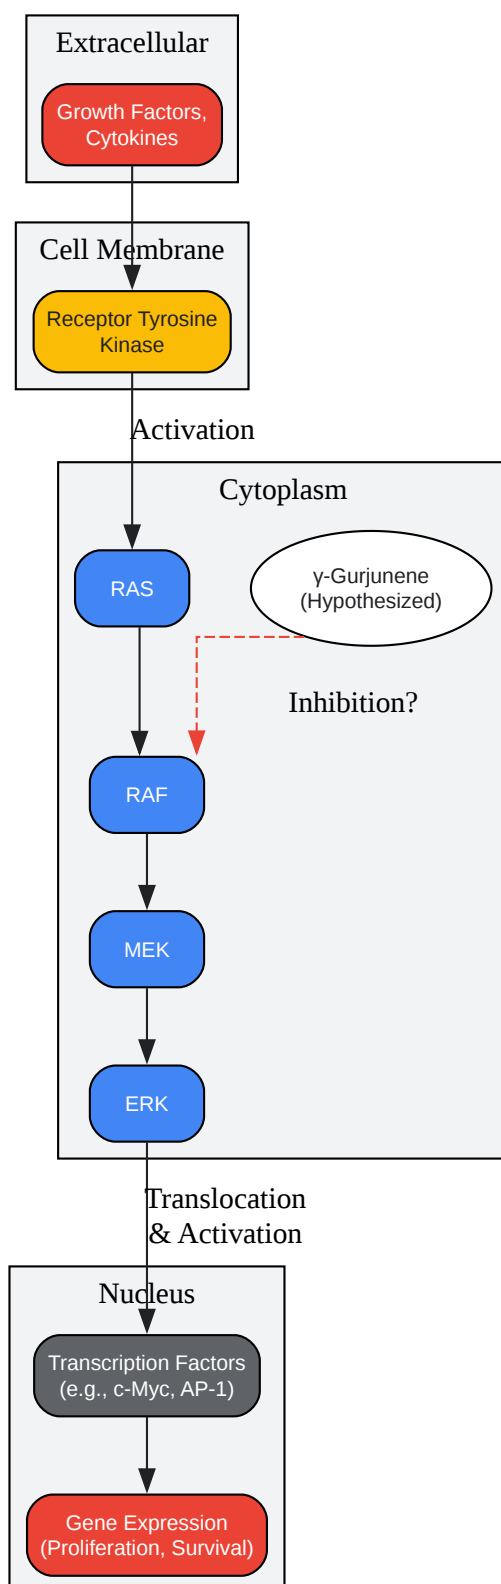 Extracellular
Growth Factors,
Cytokines
Cell Membrane
Receptor Tyrosine
Kinase
Activation
Cytoplasm
RAS
γ-Gurjunene
(Hypothesized)
Inhibition?
RAF
MEK
ERK
Translocation
& Activation
Nucleus
Transcription Factors
(e.g., c-Myc, AP-1)
Gene Expression
(Proliferation, Survival)